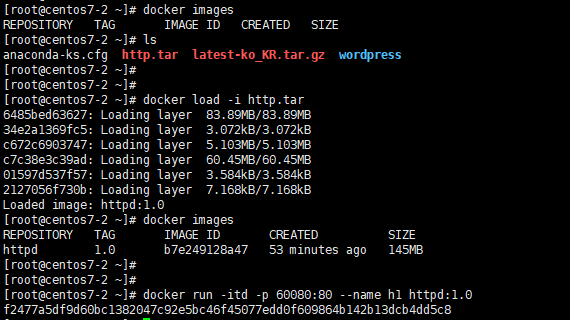 [root@centos7-2 ~]# docker images
REPOSITORY TAG IMAGE ID CREATED SIZE
[root@centos7-2 ~]# ls
anaconda-ks.cfg http.tar latest-ko_KR.tar.gz wordpress
[root@centos7-2 ~]#
[root@centos7-2 ~]#
[root@centos7-2 ~]# docker load -i http.tar
6485bed63627: Loading layer 83.89MB/83.89MB
34e2a1369fc5: Loading layer 3.072kB/3.072kB
c672c6903747: Loading layer 5.103MB/5.103MB
c7c38e3c39ad: Loading layer 60.45MB/60.45MB
01597d537f57: Loading layer 3.584kB/3.584kB
2127056f730b: Loading layer 7.168kB/7.168kB
Loaded image: httpd:1.0
[root@centos7-2 ~]# docker images
REPOSITORY TAG IMAGE ID CREATED SIZE
httpd 1.0 b7e249128a47 53 minutes ago 145MB
[root@centos7-2 ~]#
[root@centos7-2 ~]#
[root@centos7-2 ~]# docker run -itd -p 60080:80 --name h1 httpd:1.0
f2477a5df9d60bc1382047c92e5bc46f45077edd0f609864b142b13dcb4dd5c8